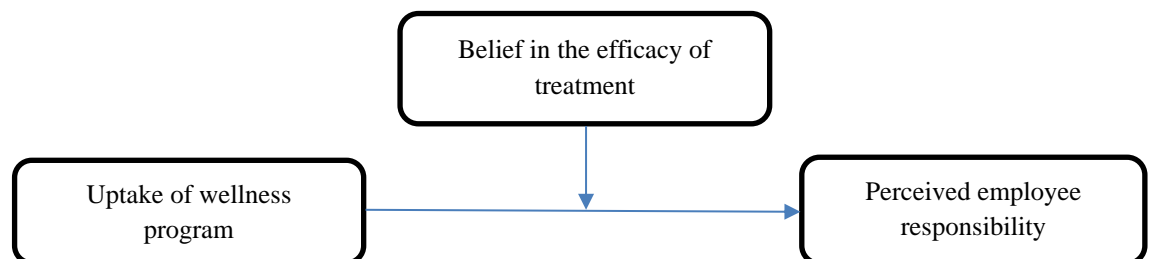 Belief in the efficacy of
treatment
Uptake of wellness
program
Perceived employee
responsibility